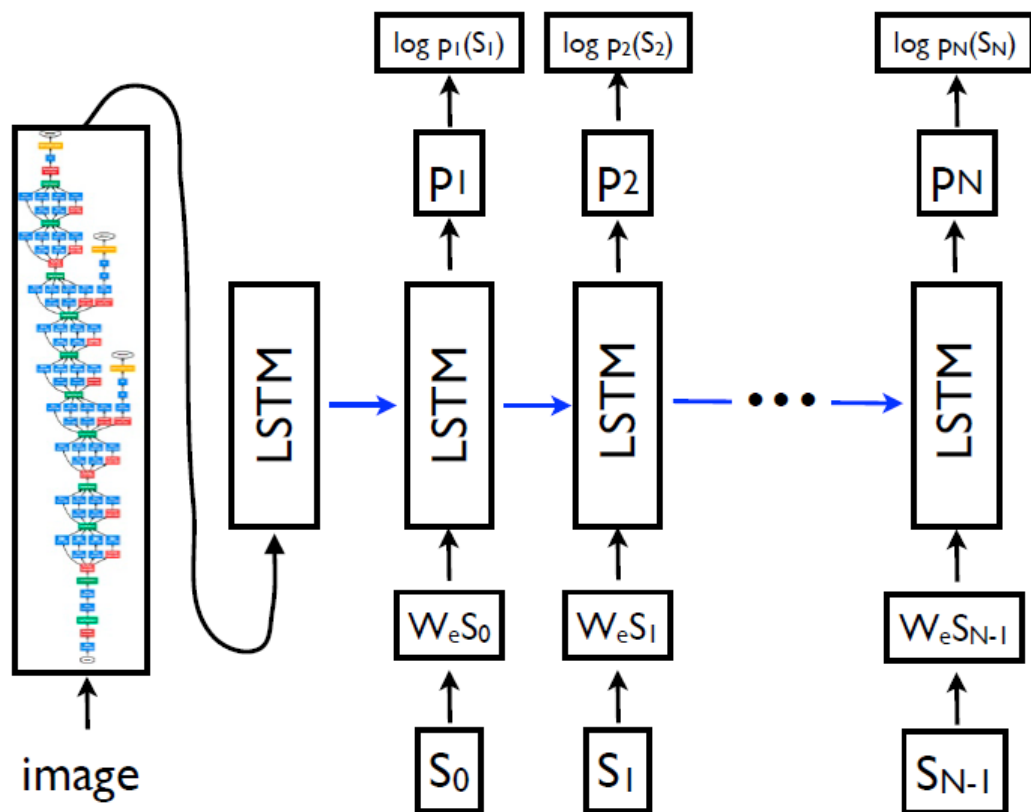 log p₁(S₁) log p₂(S₂) log pN(SN)
p₁ p₂ pN
LSTM LSTM LSTM ••• LSTM
WₑS₀ WₑS₁ WₑSN-₁
image S₀ S₁ SN-₁